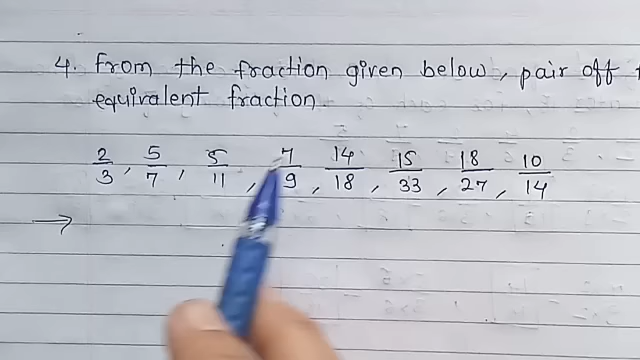 4. From the fraction given below, pair off
equivalent fraction
2/3, 5/7, 5/11, 7/9, 14/18, 15/33, 18/27, 10/14
→